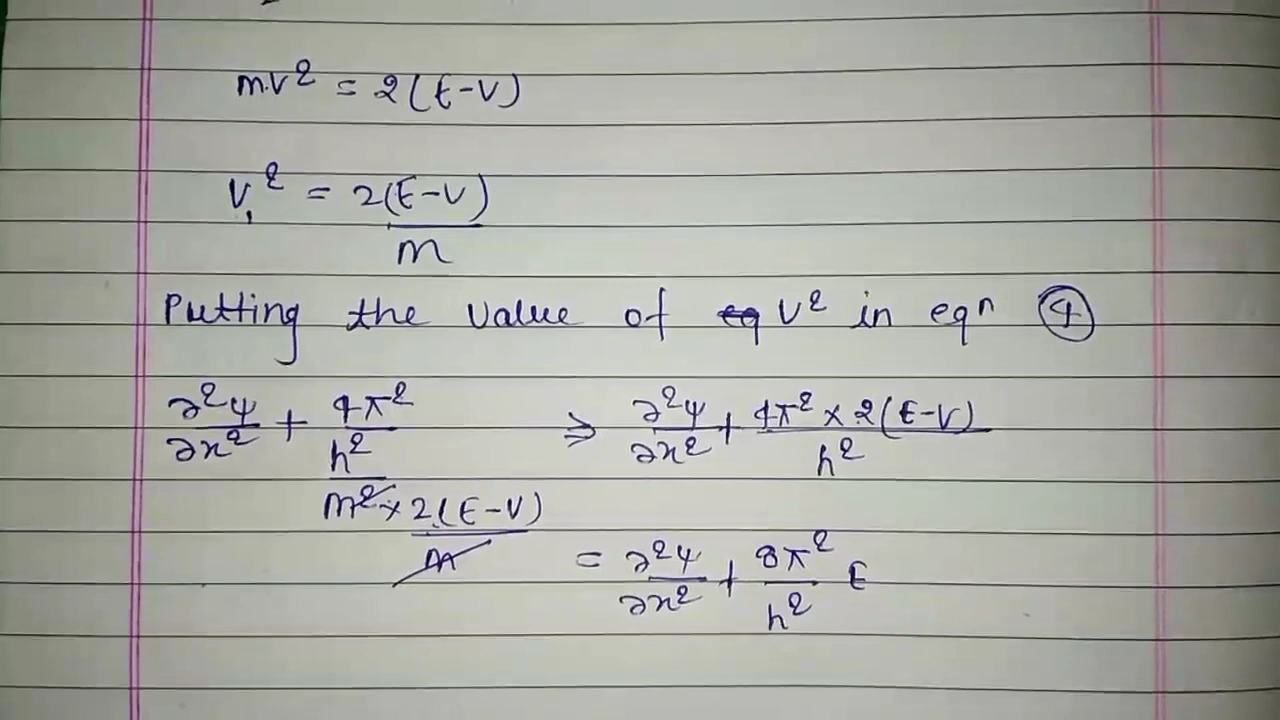 m.v² = 2(E-V)
V₁² = 2(E-V)/m
Putting the value of eq v² in eqn ④
∂²ψ/∂x² + 4π²/h²/m² × 2(E-V)/m ⇒ ∂²ψ/∂x² + 4π² × 2(E-V)/h²
= ∂²ψ/∂x² + 8π²/h² E